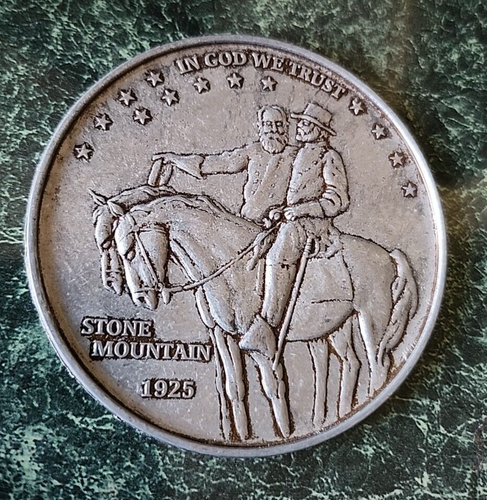 IN GOD WE TRUST
STONE
MOUNTAIN
1925